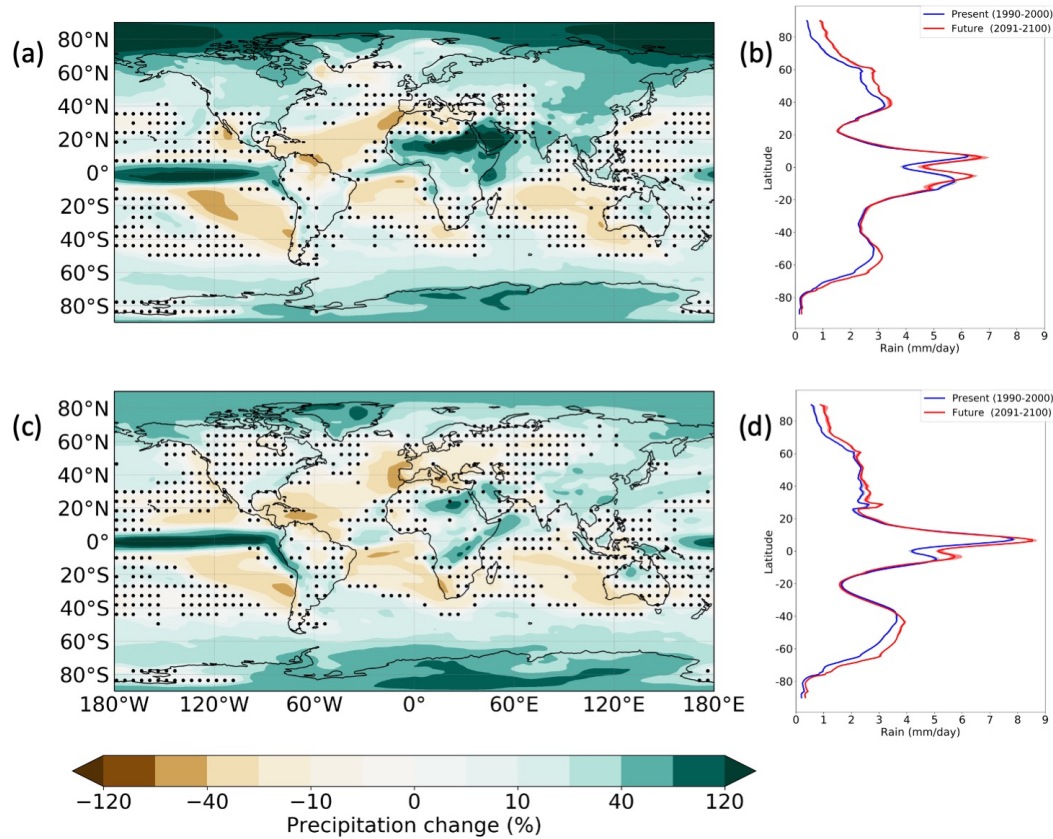 (a)
80°N
60°N
40°N
20°N
0°
20°S
40°S
60°S
80°S
(b)
Present (1990-2000)
Future (2091-2100)
Latitude
80
60
40
20
0
-20
-40
-60
-80
0 1 2 3 4 5 6 7 8 9
Rain (mm/day)
(c)
80°N
60°N
40°N
20°N
0°
20°S
40°S
60°S
80°S
180°W 120°W 60°W 0° 60°E 120°E 180°E
(d)
Present (1990-2000)
Future (2091-2100)
Latitude
80
60
40
20
0
-20
-40
-60
-80
0 1 2 3 4 5 6 7 8 9
Rain (mm/day)
−120 −40 −10 0 10 40 120
Precipitation change (%)